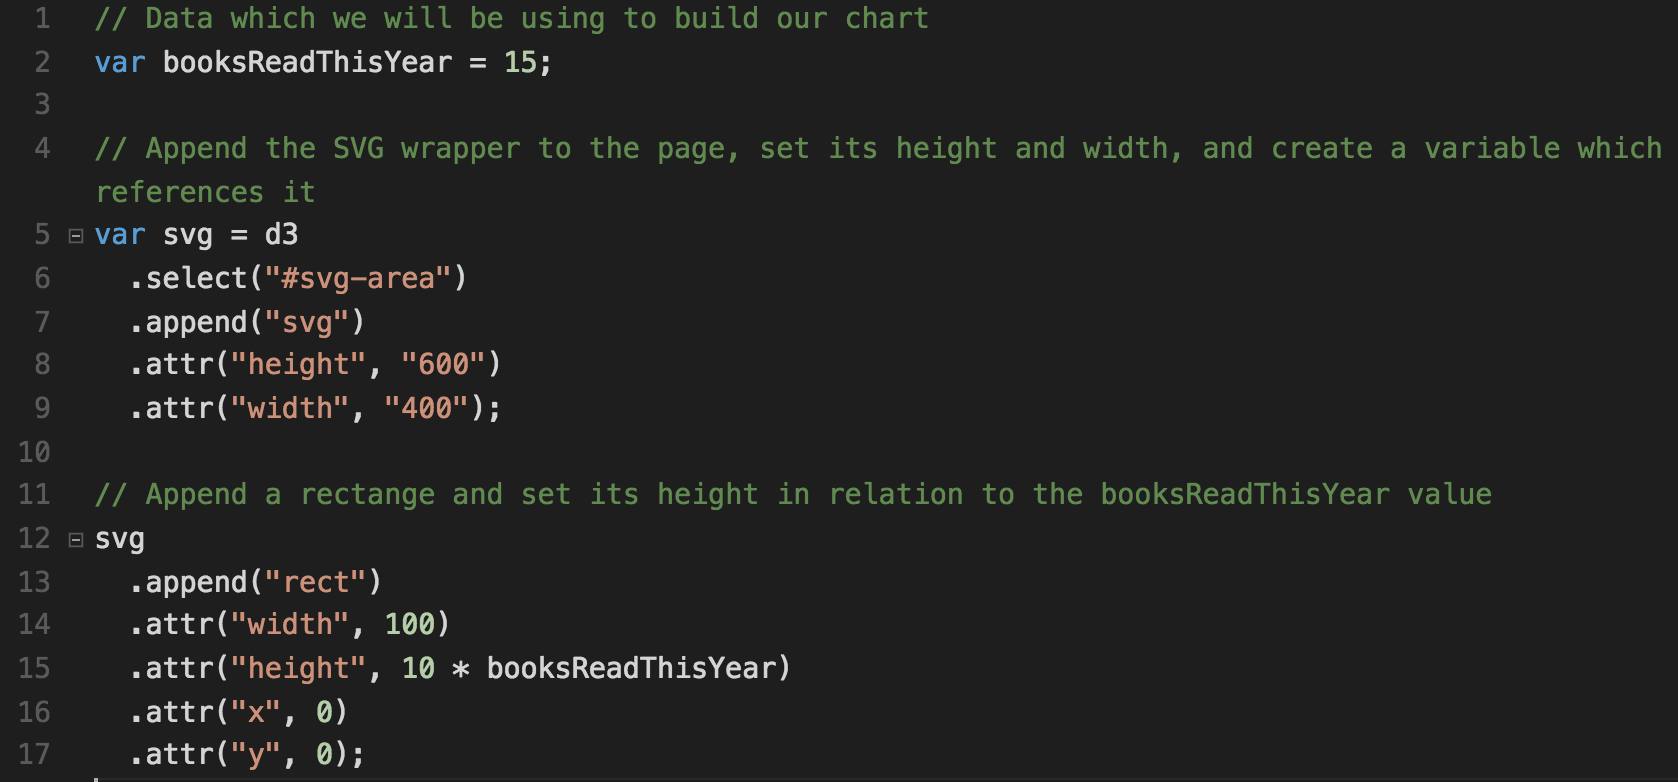 1 // Data which we will be using to build our chart
2 var booksReadThisYear = 15;
3
4 // Append the SVG wrapper to the page, set its height and width, and create a variable which
references it
5 var svg = d3
6 .select("#svg-area")
7 .append("svg")
8 .attr("height", "600")
9 .attr("width", "400");
10
11 // Append a rectange and set its height in relation to the booksReadThisYear value
12 svg
13 .append("rect")
14 .attr("width", 100)
15 .attr("height", 10 * booksReadThisYear)
16 .attr("x", 0)
17 .attr("y", 0);